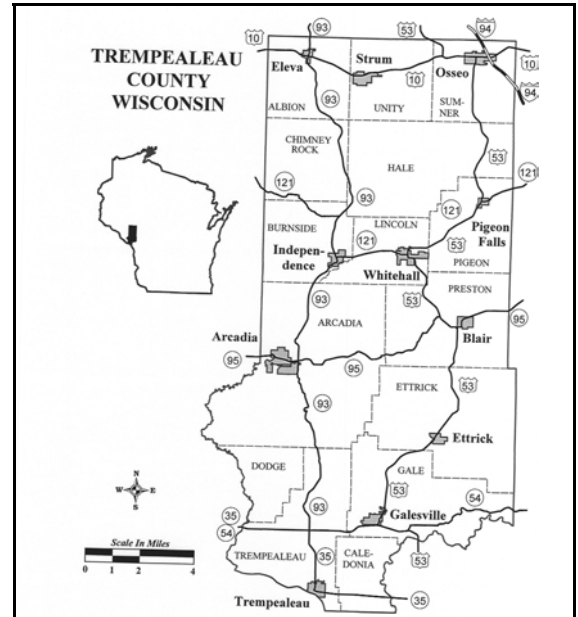 TREMPEALEAU
COUNTY
WISCONSIN
93
53
94
10
Eleva
Strum
Osseo
10
10
94
93
ALBION
UNITY
SUM-
NER
CHIMNEY
ROCK
HALE
53
121
93
121
121
BURNSIDE
LINCOLN
Pigeon
Falls
Indepen-
dence
121
Whitehall
53
PIGEON
93
53
PRESTON
ARCADIA
Arcadia
Blair
95
95
95
ETTRICK
53
93
Ettrick
DODGE
GALE
N
W
E
S
93
53
54
35
Galesville
54
53
Scale In Miles
0
2
4
TREMPEALEAU
35
CALE-
DONIA
Trempealeau
35